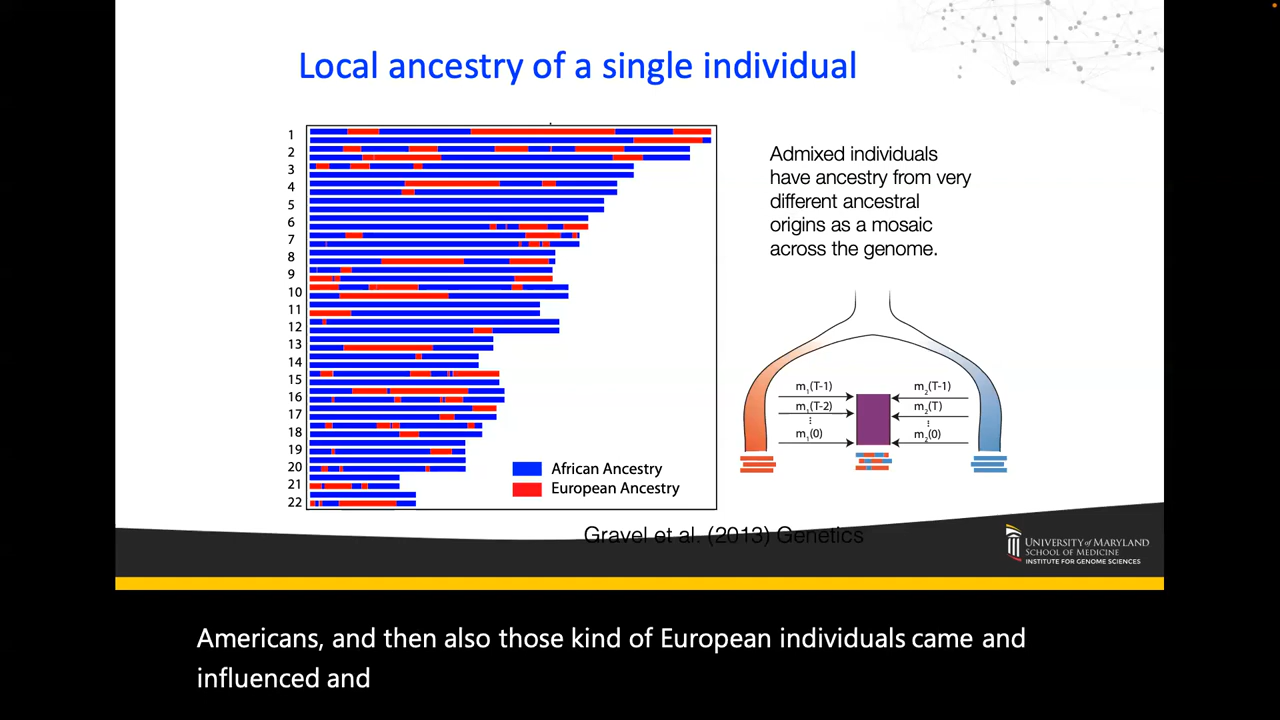 Local ancestry of a single individual
1
2
3
4
5
6
7
8
9
10
11
12
13
14
15
16
17
18
19
20
21
22
African Ancestry
European Ancestry
Admixed individuals
have ancestry from very
different ancestral
origins as a mosaic
across the genome.
m1(T-1)
m1(T-2)
⋮
m1(0)
m2(T-1)
m2(T)
⋮
m2(0)
Gravel et al. (2013) Genetics
UNIVERSITY of MARYLAND
SCHOOL OF MEDICINE
INSTITUTE FOR GENOME SCIENCES
Americans, and then also those kind of European individuals came and
influenced and